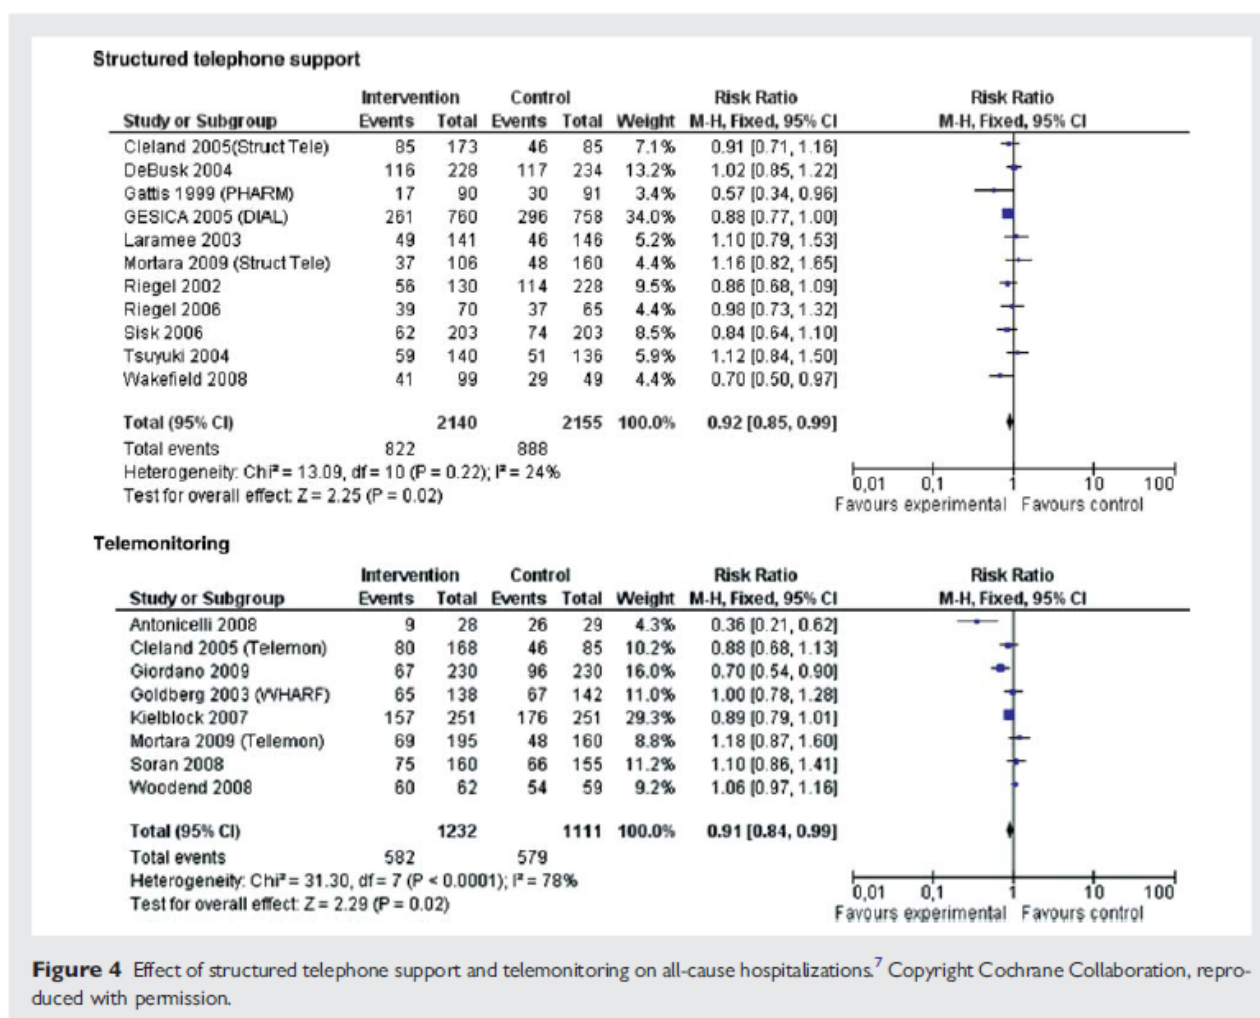 Structured telephone support
Intervention Control Risk Ratio Risk Ratio
Study or Subgroup Events Total Events Total Weight M-H, Fixed, 95% CI M-H, Fixed, 95% CI
Cleland 2005(Struct Tele) 85 173 46 85 7.1% 0.91 [0.71, 1.16]
DeBusk 2004 116 228 117 234 13.2% 1.02 [0.85, 1.22]
Gattis 1999 (PHARM) 17 90 30 91 3.4% 0.57 [0.34, 0.96]
GESICA 2005 (DIAL) 261 760 296 758 34.0% 0.88 [0.77, 1.00]
Laramee 2003 49 141 46 146 5.2% 1.10 [0.79, 1.53]
Mortara 2009 (Struct Tele) 37 106 48 160 4.4% 1.16 [0.82, 1.65]
Riegel 2002 56 130 114 228 9.5% 0.86 [0.68, 1.09]
Riegel 2006 39 70 37 65 4.4% 0.98 [0.73, 1.32]
Sisk 2006 62 203 74 203 8.5% 0.84 [0.64, 1.10]
Tsuyuki 2004 59 140 51 136 5.9% 1.12 [0.84, 1.50]
Wakefield 2008 41 99 29 49 4.4% 0.70 [0.50, 0.97]
Total (95% CI) 2140 2155 100.0% 0.92 [0.85, 0.99]
Total events 822 888
Heterogeneity: Chi² = 13.09, df = 10 (P = 0.22); I² = 24%
Test for overall effect: Z = 2.25 (P = 0.02)
0,01 0,1 1 10 100
Favours experimental Favours control
Telemonitoring
Intervention Control Risk Ratio Risk Ratio
Study or Subgroup Events Total Events Total Weight M-H, Fixed, 95% CI M-H, Fixed, 95% CI
Antonicelli 2008 9 28 26 29 4.3% 0.36 [0.21, 0.62]
Cleland 2005 (Telemon) 80 168 46 85 10.2% 0.88 [0.68, 1.13]
Giordano 2009 67 230 96 230 16.0% 0.70 [0.54, 0.90]
Goldberg 2003 (WHARF) 65 138 67 142 11.0% 1.00 [0.78, 1.28]
Kielblock 2007 157 251 176 251 29.3% 0.89 [0.79, 1.01]
Mortara 2009 (Tellemon) 69 195 48 160 8.8% 1.18 [0.87, 1.60]
Soran 2008 75 160 66 155 11.2% 1.10 [0.86, 1.41]
Woodend 2008 60 62 54 59 9.2% 1.06 [0.97, 1.16]
Total (95% CI) 1232 1111 100.0% 0.91 [0.84, 0.99]
Total events 582 579
Heterogeneity: Chi² = 31.30, df = 7 (P < 0.0001); I² = 78%
Test for overall effect: Z = 2.29 (P = 0.02)
0,01 0,1 1 10 100
Favours experimental Favours control
Figure 4 Effect of structured telephone support and telemonitoring on all-cause hospitalizations.⁷ Copyright Cochrane Collaboration, repro-
duced with permission.